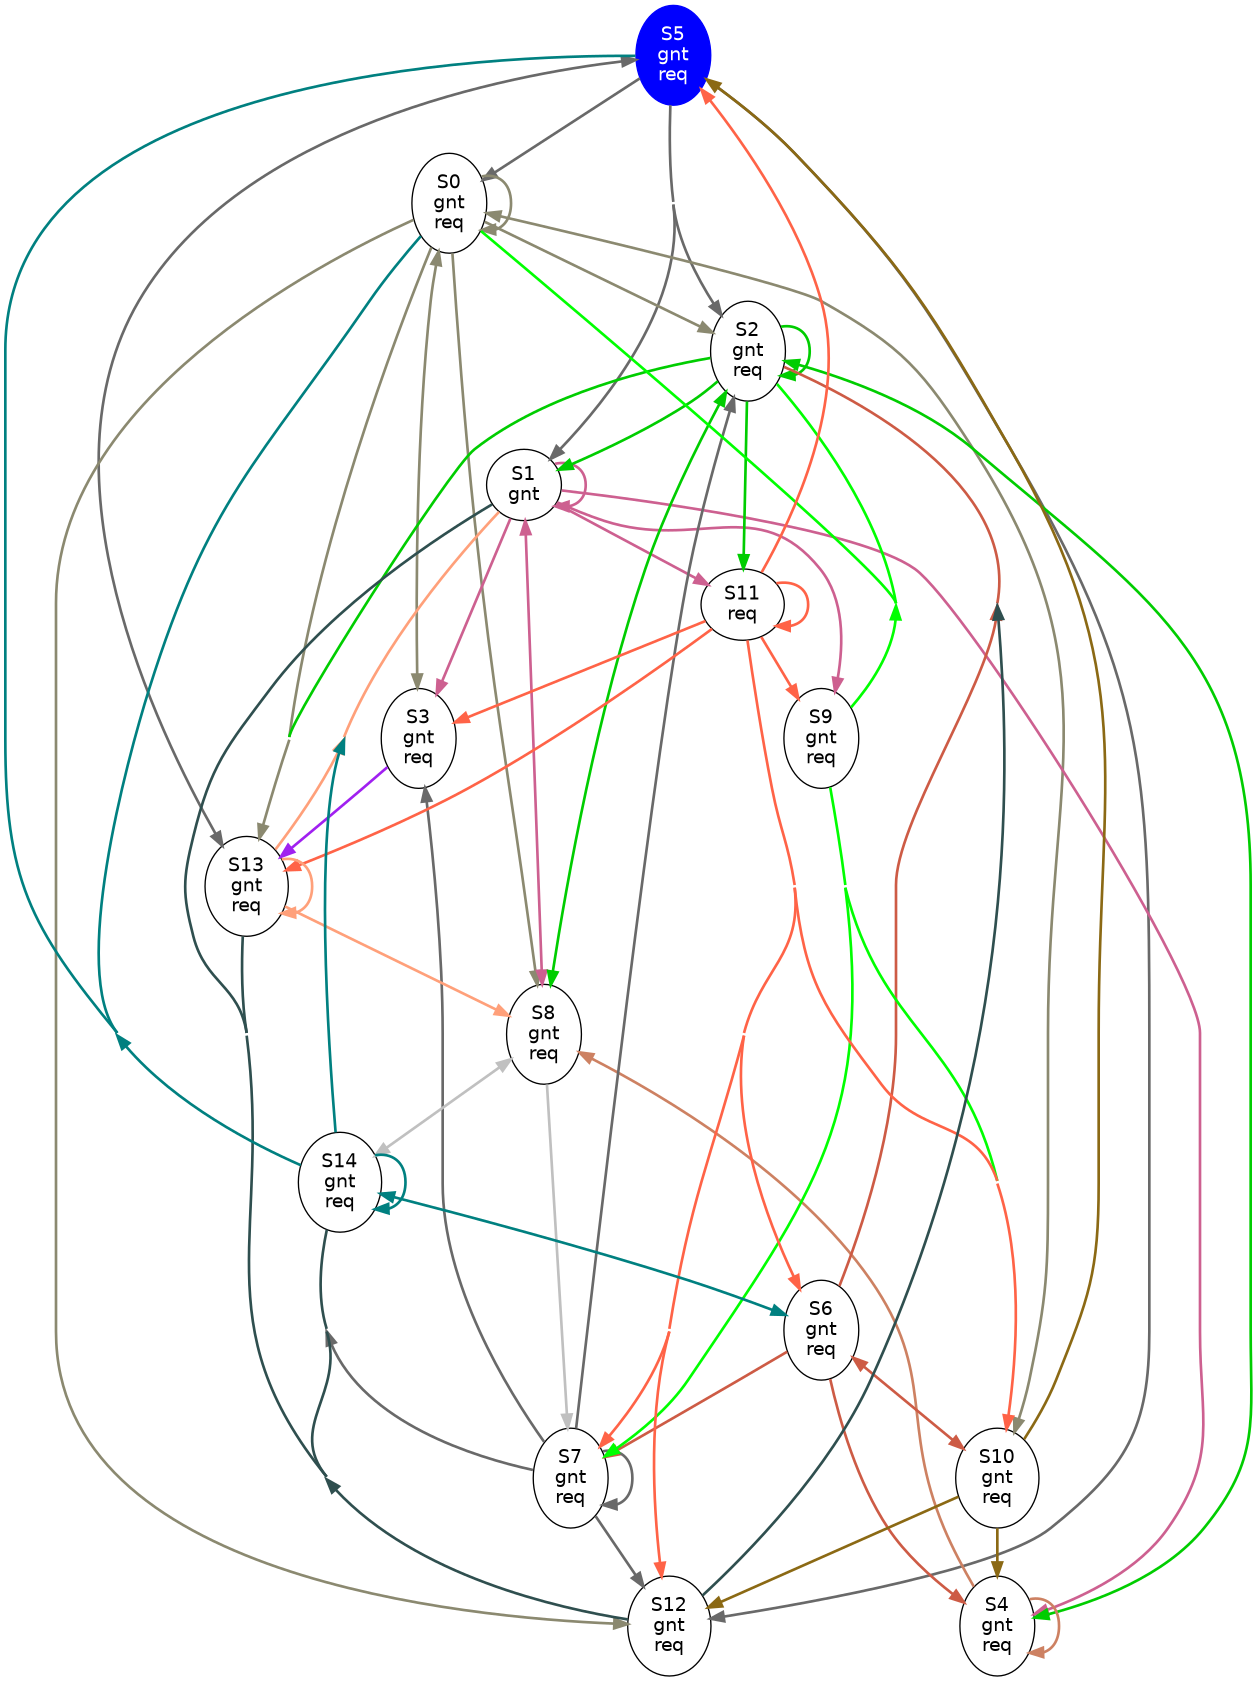 S5
gnt
req
S0
gnt
req
S2
gnt
req
S1
gnt
S11
req
S3
gnt
req
S9
gnt
req
S13
gnt
req
S8
gnt
req
S14
gnt
req
S6
gnt
req
S7
gnt
req
S10
gnt
req
S12
gnt
req
S4
gnt
req